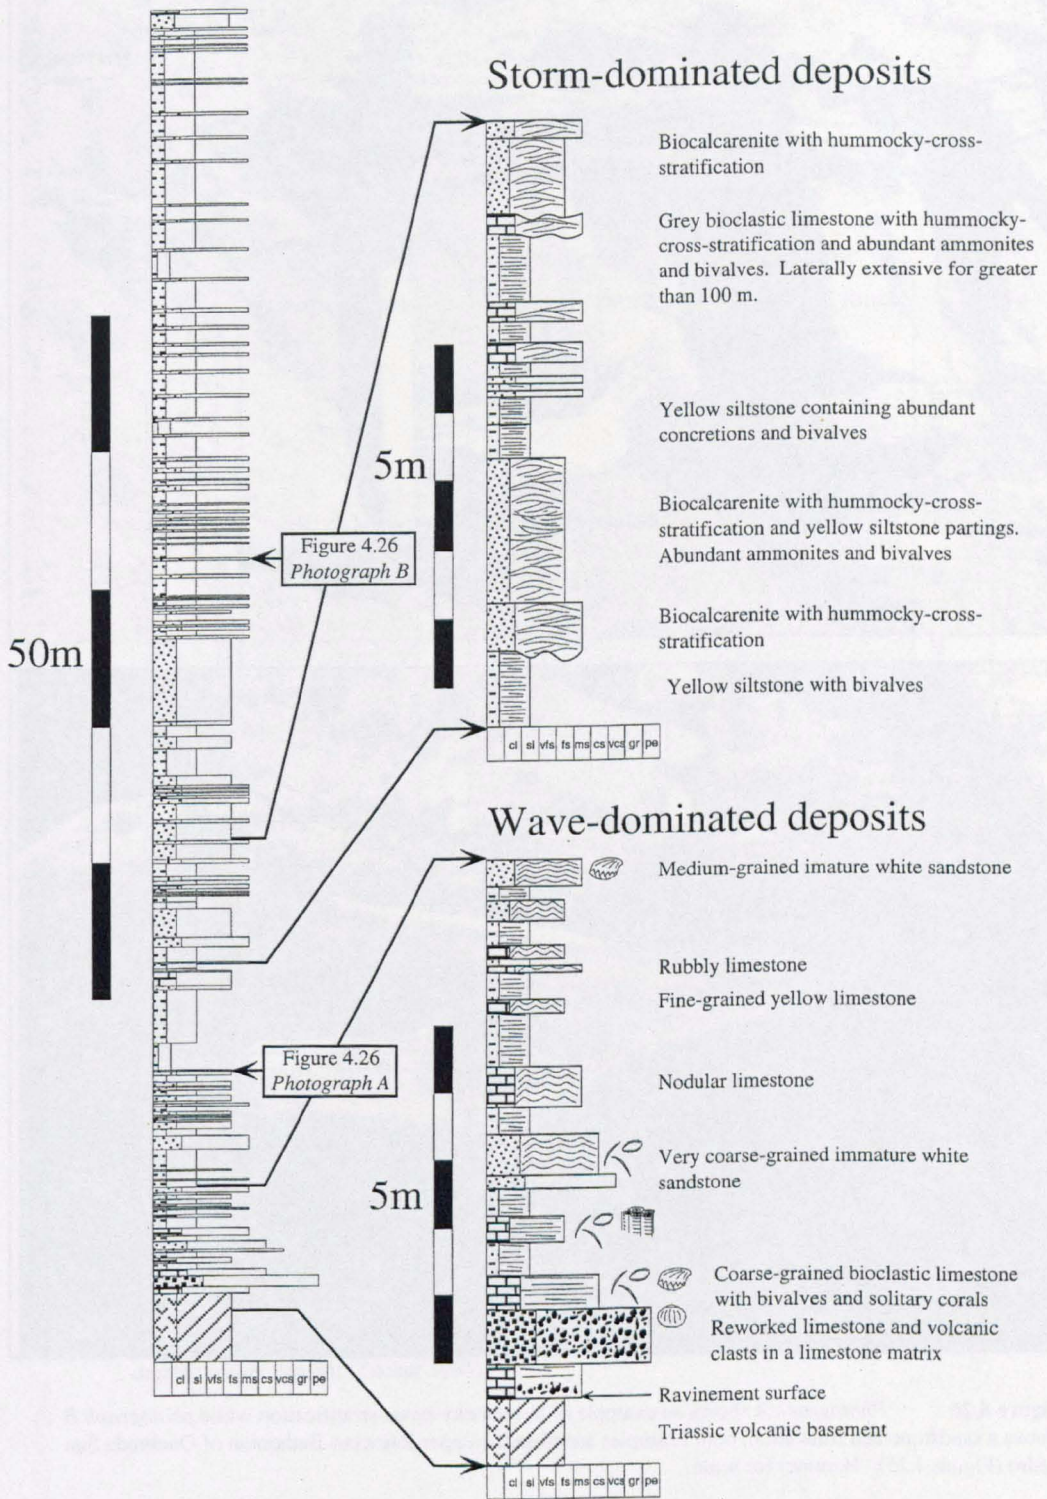 Storm-dominated deposits
Biocalcarenite with hummocky-cross-
stratification
Grey bioclastic limestone with hummocky-
cross-stratification and abundant ammonites
and bivalves. Laterally extensive for greater
than 100 m.
Yellow siltstone containing abundant
concretions and bivalves
5m
Biocalcarenite with hummocky-cross-
stratification and yellow siltstone partings.
Abundant ammonites and bivalves
Figure 4.26
Photograph B
Biocalcarenite with hummocky-cross-
stratification
50m
Yellow siltstone with bivalves
cl sl vfs fs ms cs vcs gr pe
Wave-dominated deposits
Medium-grained imature white sandstone
Rubbly limestone
Fine-grained yellow limestone
Figure 4.26
Photograph A
Nodular limestone
Very coarse-grained immature white
sandstone
5m
Coarse-grained bioclastic limestone
with bivalves and solitary corals
Reworked limestone and volcanic
clasts in a limestone matrix
cl sl vfs fs ms cs vcs gr pe
Ravinement surface
Triassic volcanic basement
cl sl vfs fs ms cs vcs gr pe